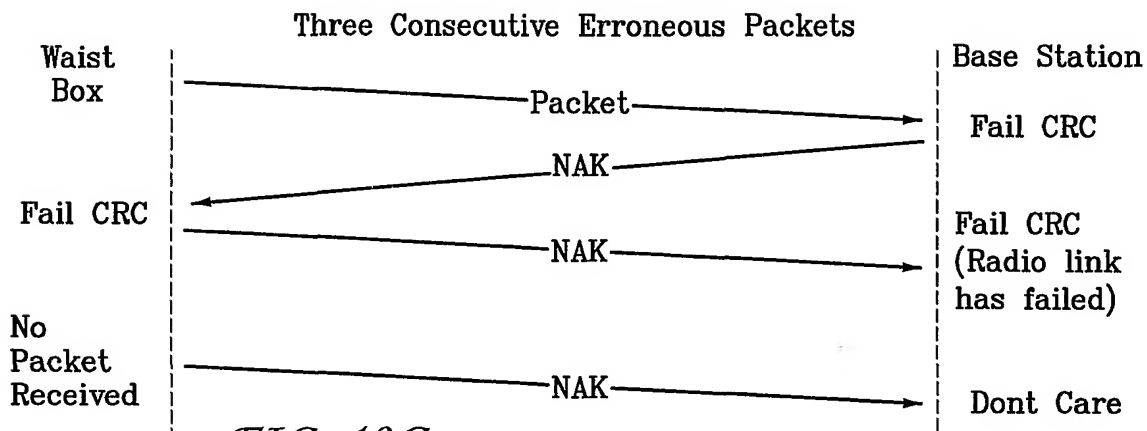 Three Consecutive Erroneous Packets
Waist
Box
Base Station
Packet
Fail CRC
NAK
Fail CRC
NAK
Fail CRC
(Radio link
has failed)
No
Packet
Received
NAK
Dont Care